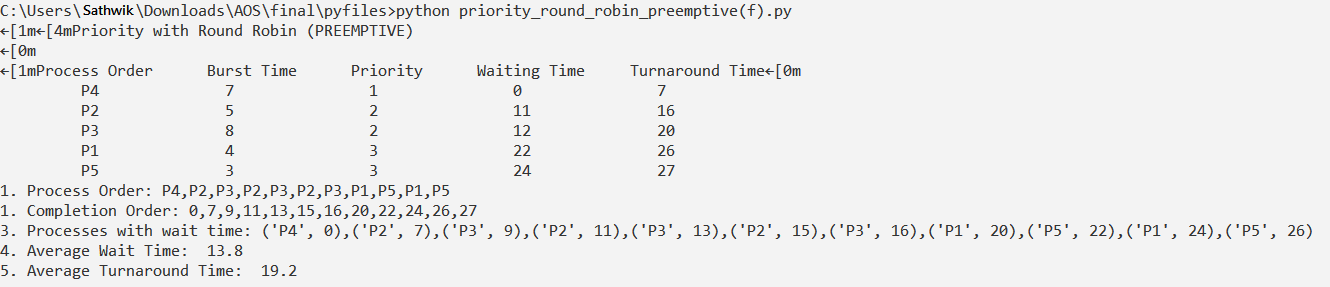 C:\Users\Sathwik\Downloads\AOS\final\pyfiles>python priority_round_robin_preemptive(f).py
←[1m←[4mPriority with Round Robin (PREEMPTIVE)
←[0m
←[1mProcess Order Burst Time Priority Waiting Time Turnaround Time←[0m
P4 7 1 0 7
P2 5 2 11 16
P3 8 2 12 20
P1 4 3 22 26
P5 3 3 24 27
1. Process Order: P4,P2,P3,P2,P3,P2,P3,P1,P5,P1,P5
1. Completion Order: 0,7,9,11,13,15,16,20,22,24,26,27
3. Processes with wait time: ('P4', 0),('P2', 7),('P3', 9),('P2', 11),('P3', 13),('P2', 15),('P3', 16),('P1', 20),('P5', 22),('P1', 24),('P5', 26)
4. Average Wait Time: 13.8
5. Average Turnaround Time: 19.2